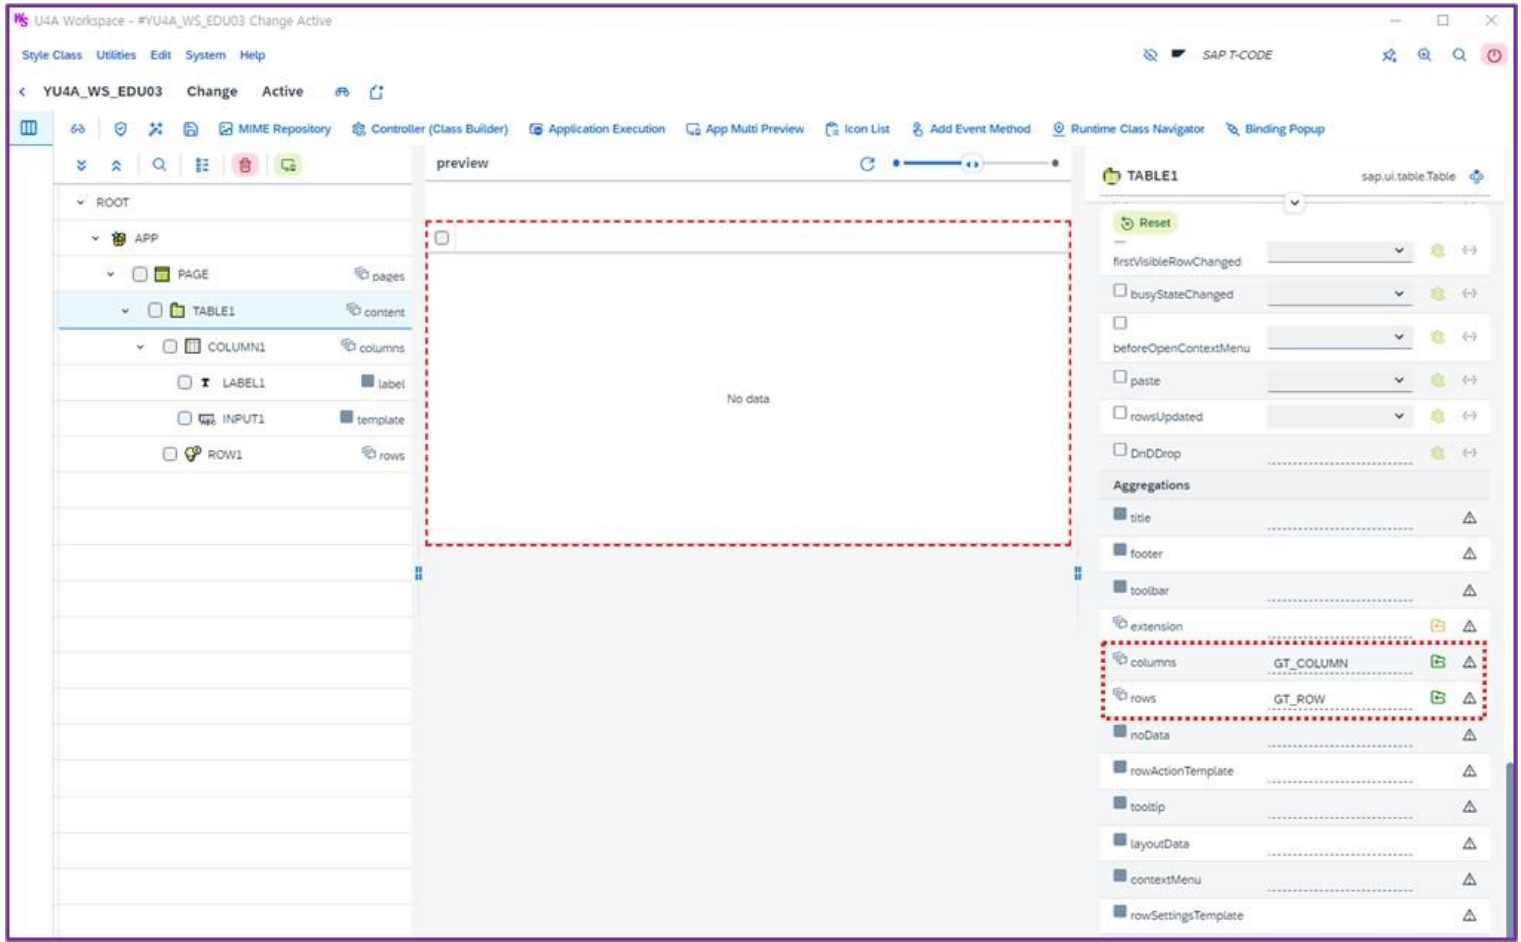 U4A Workspace - #YU4A_WS_EDU03 Change Active
Style Class Utilities Edit System Help SAP T-CODE
YU4A_WS_EDU03 Change Active
MIME Repository Controller (Class Builder) Application Execution App Multi Preview Icon List Add Event Method Runtime Class Navigator Binding Popup
preview
TABLE1 sap.ui.table.Table
Reset
ROOT
APP
PAGE pages
TABLE1 content
COLUMN1 columns
LABEL1 label
INPUT1 template
ROW1 rows
No data
firstVisibleRowChanged
busyStateChanged
beforeOpenContextMenu
paste
rowsUpdated
DnDDrop
Aggregations
title
footer
toolbar
extension
columns GT_COLUMN
rows GT_ROW
noData
rowActionTemplate
tooltip
layoutData
contextMenu
rowSettingsTemplate